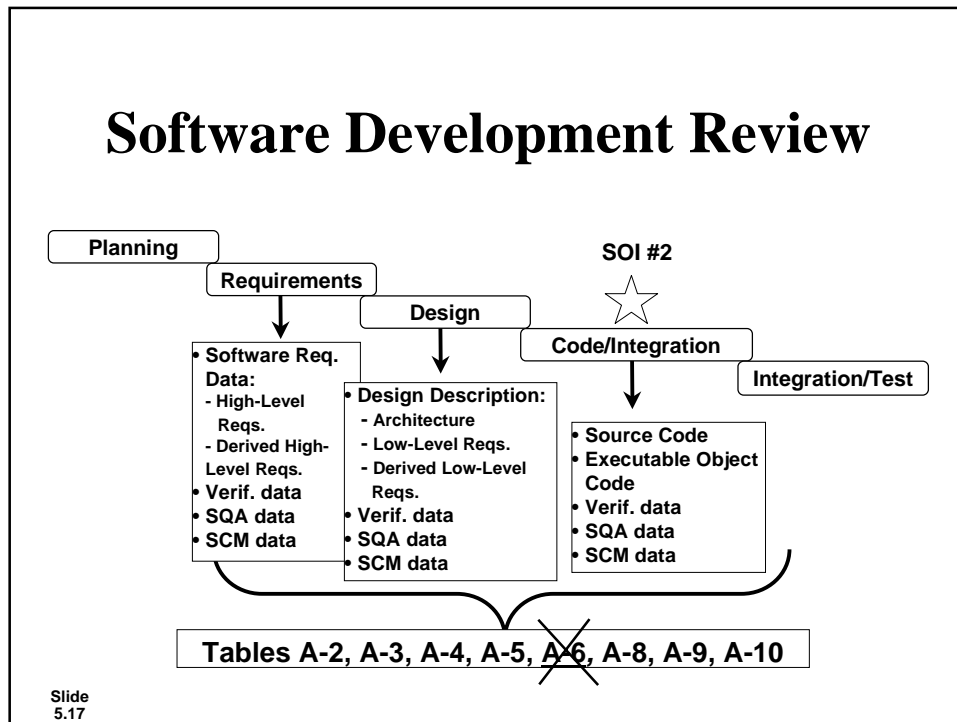 Software Development Review
Planning
Requirements
Design
SOI #2
Code/Integration
Integration/Test
• Software Req.
Data:
- High-Level
Reqs.
- Derived High-
Level Reqs.
• Verif. data
• SQA data
• SCM data
• Design Description:
- Architecture
- Low-Level Reqs.
- Derived Low-Level
Reqs.
• Verif. data
• SQA data
• SCM data
• Source Code
• Executable Object
Code
• Verif. data
• SQA data
• SCM data
Tables A-2, A-3, A-4, A-5, A-6, A-8, A-9, A-10
Slide
5.17